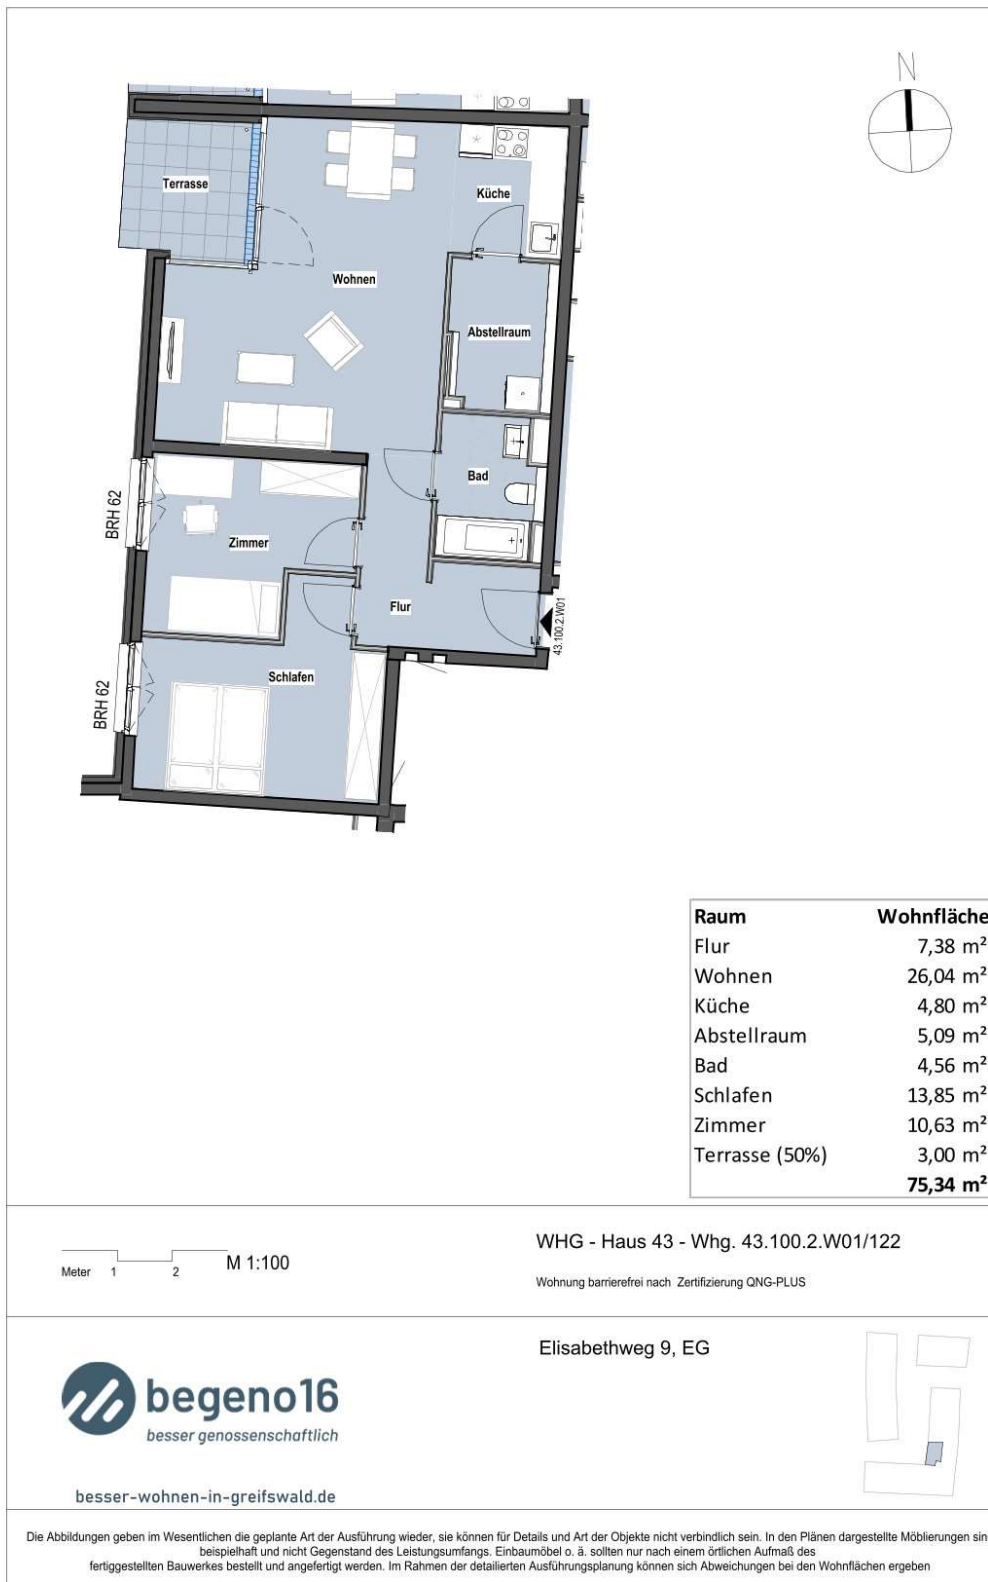 N
Terrasse
Küche
Wohnen
Abstellraum
Bad
BRH 62
Zimmer
Flur
43.100.2.W01
Schlafen
BRH 62
Raum Wohnfläche
Flur 7,38 m²
Wohnen 26,04 m²
Küche 4,80 m²
Abstellraum 5,09 m²
Bad 4,56 m²
Schlafen 13,85 m²
Zimmer 10,63 m²
Terrasse (50%) 3,00 m²
75,34 m²
Meter 1 2 M 1:100
WHG - Haus 43 - Whg. 43.100.2.W01/122
Wohnung barrierefrei nach Zertifizierung QNG-PLUS
Elisabethweg 9, EG
begeno16
besser genossenschaftlich
besser-wohnen-in-greifswald.de
Die Abbildungen geben im Wesentlichen die geplante Art der Ausführung wieder, sie können für Details und Art der Objekte nicht verbindlich sein. In den Plänen dargestellte Möblierungen sin
beispielhaft und nicht Gegenstand des Leistungsumfangs. Einbaumöbel o. ä. sollten nur nach einem örtlichen Aufmaß des
fertiggestellten Bauwerkes bestellt und angefertigt werden. Im Rahmen der detailierten Ausführungsplanung können sich Abweichungen bei den Wohnflächen ergeben